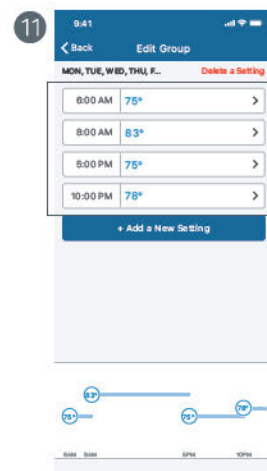 11
9:41
Back Edit Group
MON, TUE, WED, THU, F... Delete a Setting
6:00 AM 75°
8:00 AM 83°
5:00 PM 75°
10:00 PM 78°
+ Add a New Setting
83°
75° 75° 78°
6AM 8AM 5PM 10PM